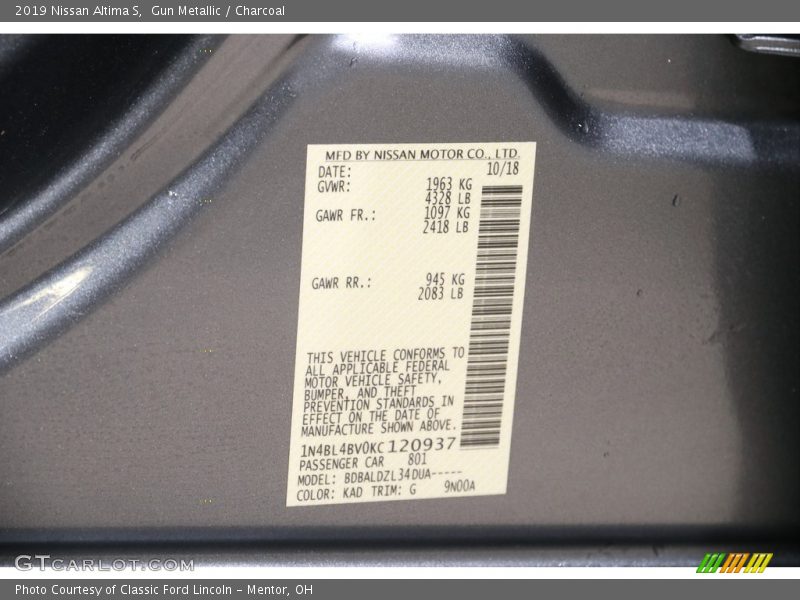 2019 Nissan Altima S, Gun Metallic / Charcoal
MFD BY NISSAN MOTOR CO., LTD.
DATE: 10/18
GVWR: 1963 KG
4328 LB
GAWR FR.: 1097 KG
2418 LB
GAWR RR.: 945 KG
2083 LB
THIS VEHICLE CONFORMS TO
ALL APPLICABLE FEDERAL
MOTOR VEHICLE SAFETY,
BUMPER, AND THEFT
PREVENTION STANDARDS IN
EFFECT ON THE DATE OF
MANUFACTURE SHOWN ABOVE.
1N4BL4BV0KC120937
PASSENGER CAR 801
MODEL: BDBALDZL34DUA-----
COLOR: KAD TRIM: G 9N00A
GTCARLOT.COM
Photo Courtesy of Classic Ford Lincoln - Mentor, OH